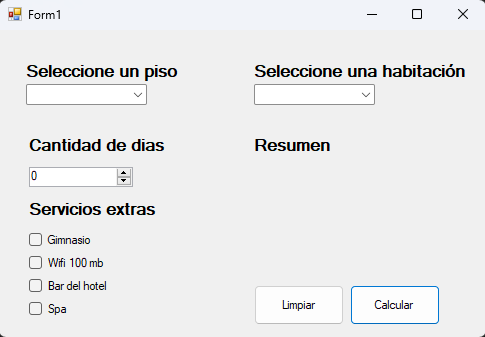 Form1
Seleccione un piso
Seleccione una habitación
Cantidad de dias
Resumen
0
Servicios extras
Gimnasio
Wifi 100 mb
Bar del hotel
Spa
Limpiar
Calcular